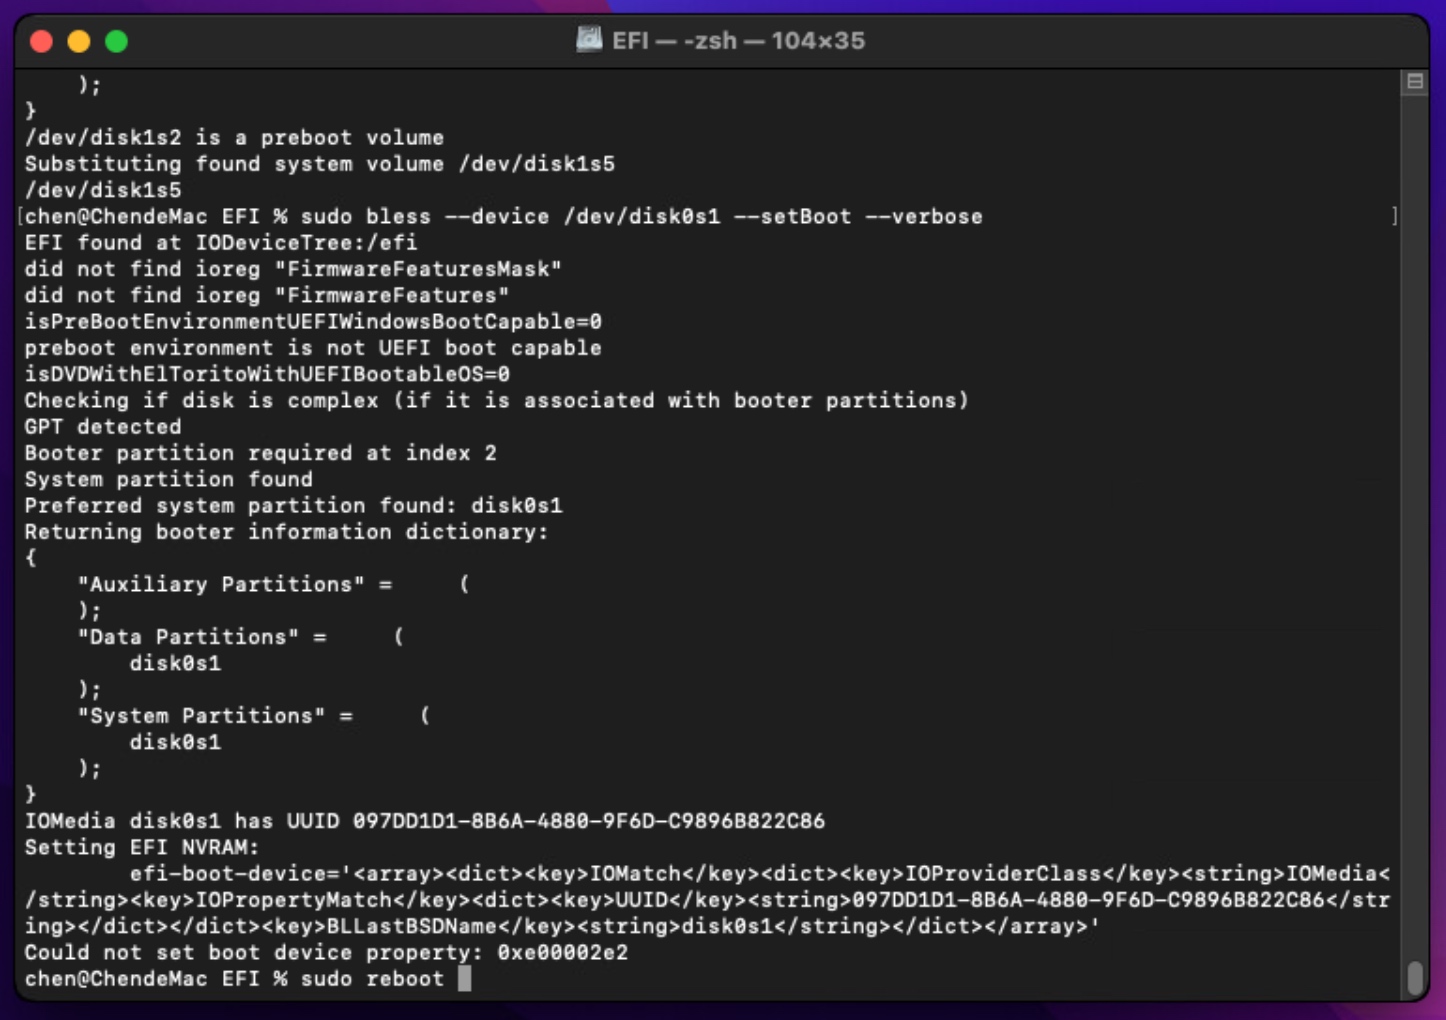 EFI — -zsh — 104×35
    );
}
/dev/disk1s2 is a preboot volume
Substituting found system volume /dev/disk1s5
/dev/disk1s5
[chen@ChendeMac EFI % sudo bless --device /dev/disk0s1 --setBoot --verbose ]
EFI found at IODeviceTree:/efi
did not find ioreg "FirmwareFeaturesMask"
did not find ioreg "FirmwareFeatures"
isPreBootEnvironmentUEFIWindowsBootCapable=0
preboot environment is not UEFI boot capable
isDVDWithElToritoWithUEFIBootableOS=0
Checking if disk is complex (if it is associated with booter partitions)
GPT detected
Booter partition required at index 2
System partition found
Preferred system partition found: disk0s1
Returning booter information dictionary:
{
    "Auxiliary Partitions" =     (
    );
    "Data Partitions" =     (
        disk0s1
    );
    "System Partitions" =     (
        disk0s1
    );
}
IOMedia disk0s1 has UUID 097DD1D1-8B6A-4880-9F6D-C9896B822C86
Setting EFI NVRAM:
        efi-boot-device='<array><dict><key>IOMatch</key><dict><key>IOProviderClass</key><string>IOMedia<
/string><key>IOPropertyMatch</key><dict><key>UUID</key><string>097DD1D1-8B6A-4880-9F6D-C9896B822C86</str
ing></dict></dict><key>BLLastBSDName</key><string>disk0s1</string></dict></array>'
Could not set boot device property: 0xe00002e2
chen@ChendeMac EFI % sudo reboot